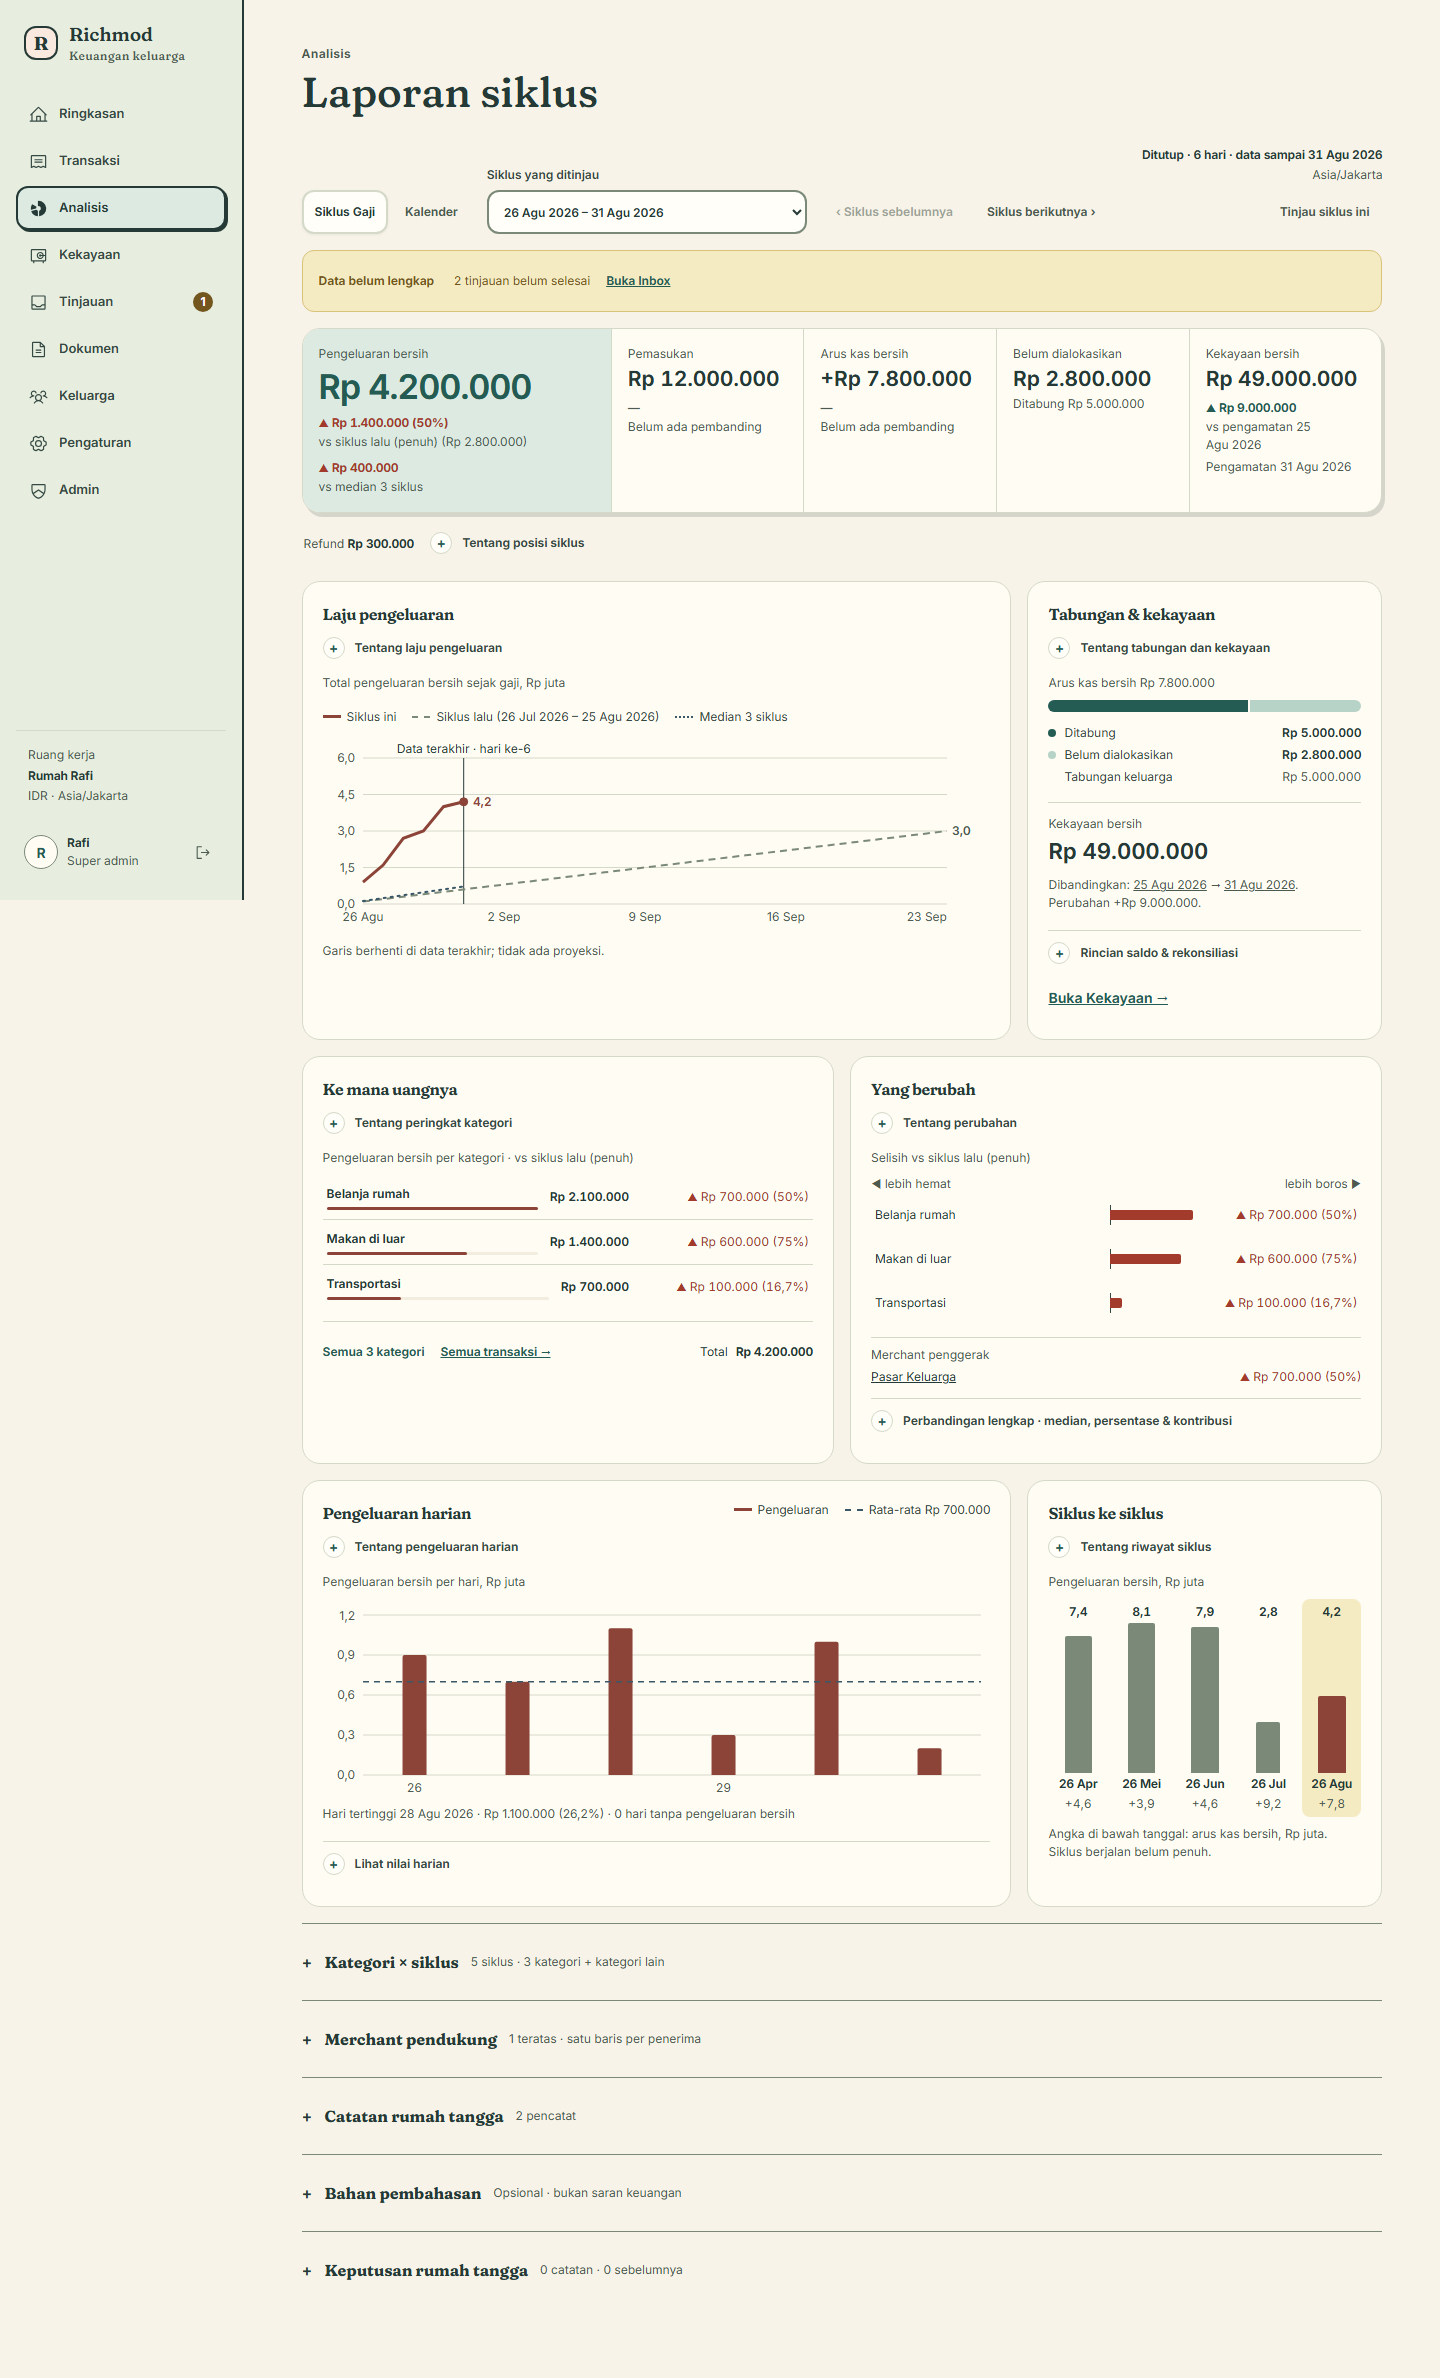 R
Richmod
Keuangan keluarga
Ringkasan
Transaksi
Analisis
Kekayaan
Tinjauan 1
Dokumen
Keluarga
Pengaturan
Admin
Ruang kerja
Rumah Rafi
IDR · Asia/Jakarta
R
Rafi
Super admin
Analisis
Laporan siklus
Ditutup · 6 hari · data sampai 31 Agu 2026
Asia/Jakarta
Siklus yang ditinjau
Siklus Gaji Kalender 26 Agu 2026 – 31 Agu 2026 ‹ Siklus sebelumnya Siklus berikutnya › Tinjau siklus ini
Data belum lengkap 2 tinjauan belum selesai Buka Inbox
Pengeluaran bersih
Rp 4.200.000
▲ Rp 1.400.000 (50%)
vs siklus lalu (penuh) (Rp 2.800.000)
▲ Rp 400.000
vs median 3 siklus
Pemasukan
Rp 12.000.000
—
Belum ada pembanding
Arus kas bersih
+Rp 7.800.000
—
Belum ada pembanding
Belum dialokasikan
Rp 2.800.000
Ditabung Rp 5.000.000
Kekayaan bersih
Rp 49.000.000
▲ Rp 9.000.000
vs pengamatan 25
Agu 2026
Pengamatan 31 Agu 2026
Refund Rp 300.000 + Tentang posisi siklus
Laju pengeluaran
+ Tentang laju pengeluaran
Total pengeluaran bersih sejak gaji, Rp juta
Siklus ini Siklus lalu (26 Jul 2026 – 25 Agu 2026) Median 3 siklus
Data terakhir · hari ke-6
6,0
4,5
3,0
1,5
0,0
4,2
3,0
26 Agu 2 Sep 9 Sep 16 Sep 23 Sep
Garis berhenti di data terakhir; tidak ada proyeksi.
Tabungan & kekayaan
+ Tentang tabungan dan kekayaan
Arus kas bersih Rp 7.800.000
Ditabung Rp 5.000.000
Belum dialokasikan Rp 2.800.000
Tabungan keluarga Rp 5.000.000
Kekayaan bersih
Rp 49.000.000
Dibandingkan: 25 Agu 2026 → 31 Agu 2026.
Perubahan +Rp 9.000.000.
+ Rincian saldo & rekonsiliasi
Buka Kekayaan →
Ke mana uangnya
+ Tentang peringkat kategori
Pengeluaran bersih per kategori · vs siklus lalu (penuh)
Belanja rumah Rp 2.100.000 ▲ Rp 700.000 (50%)
Makan di luar Rp 1.400.000 ▲ Rp 600.000 (75%)
Transportasi Rp 700.000 ▲ Rp 100.000 (16,7%)
Semua 3 kategori Semua transaksi → Total Rp 4.200.000
Yang berubah
+ Tentang perubahan
Selisih vs siklus lalu (penuh)
◀ lebih hemat lebih boros ▶
Belanja rumah ▲ Rp 700.000 (50%)
Makan di luar ▲ Rp 600.000 (75%)
Transportasi ▲ Rp 100.000 (16,7%)
Merchant penggerak
Pasar Keluarga ▲ Rp 700.000 (50%)
+ Perbandingan lengkap · median, persentase & kontribusi
Pengeluaran harian
Pengeluaran Rata-rata Rp 700.000
+ Tentang pengeluaran harian
Pengeluaran bersih per hari, Rp juta
1,2
0,9
0,6
0,3
0,0
26 29
Hari tertinggi 28 Agu 2026 · Rp 1.100.000 (26,2%) · 0 hari tanpa pengeluaran bersih
+ Lihat nilai harian
Siklus ke siklus
+ Tentang riwayat siklus
Pengeluaran bersih, Rp juta
7,4 8,1 7,9 2,8 4,2
26 Apr 26 Mei 26 Jun 26 Jul 26 Agu
+4,6 +3,9 +4,6 +9,2 +7,8
Angka di bawah tanggal: arus kas bersih, Rp juta.
Siklus berjalan belum penuh.
+ Kategori × siklus 5 siklus · 3 kategori + kategori lain
+ Merchant pendukung 1 teratas · satu baris per penerima
+ Catatan rumah tangga 2 pencatat
+ Bahan pembahasan Opsional · bukan saran keuangan
+ Keputusan rumah tangga 0 catatan · 0 sebelumnya